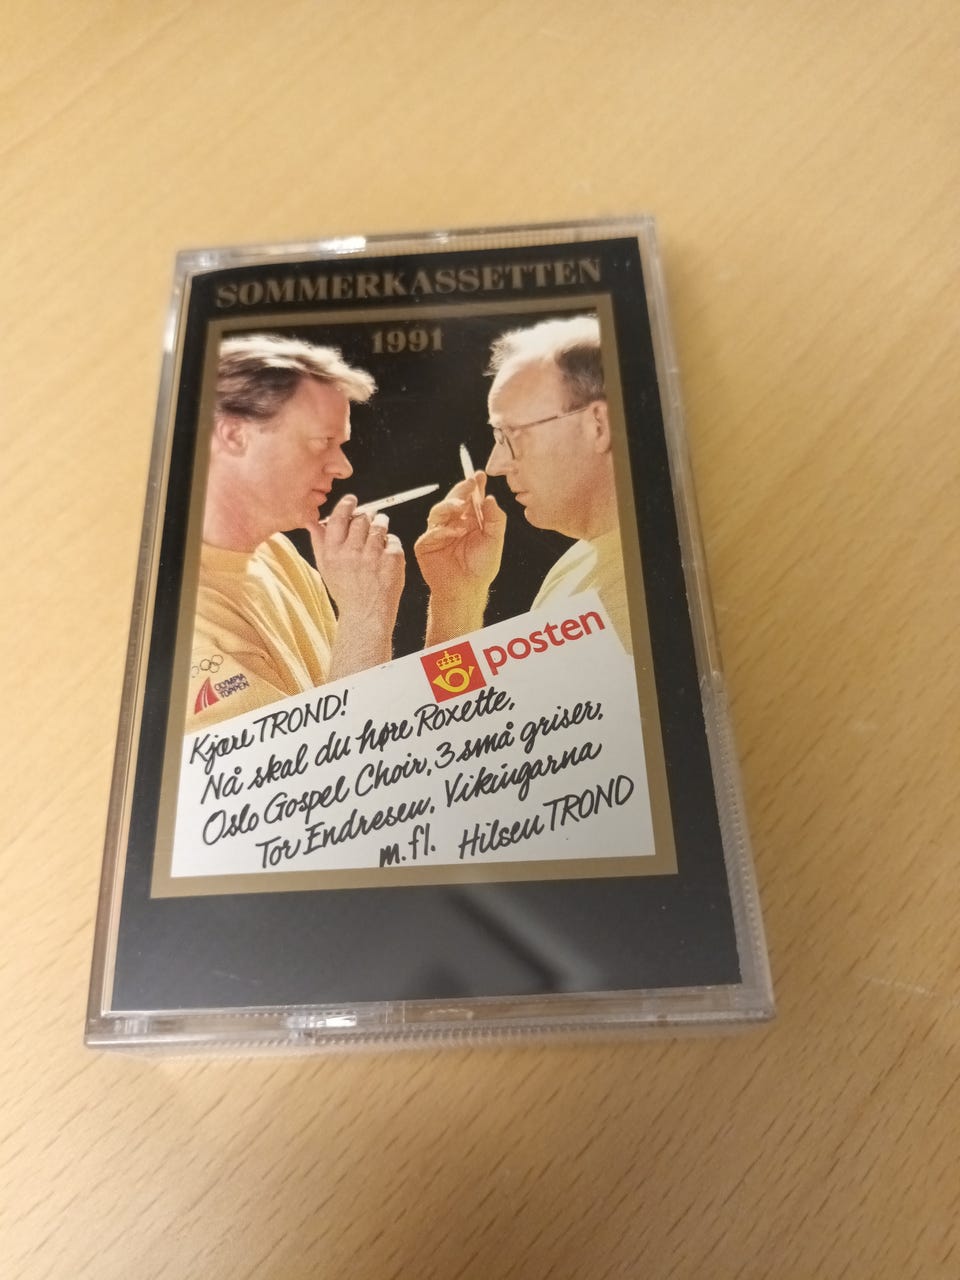 SOMMERKASSETTEN
1991
OLYMPIA
TOPPEN
posten
Kjære TROND!
Nå skal du høre Roxette,
Oslo Gospel Choir, 3 små griser,
Tor Endresen, Vikingarna
m.fl. Hilsen TROND